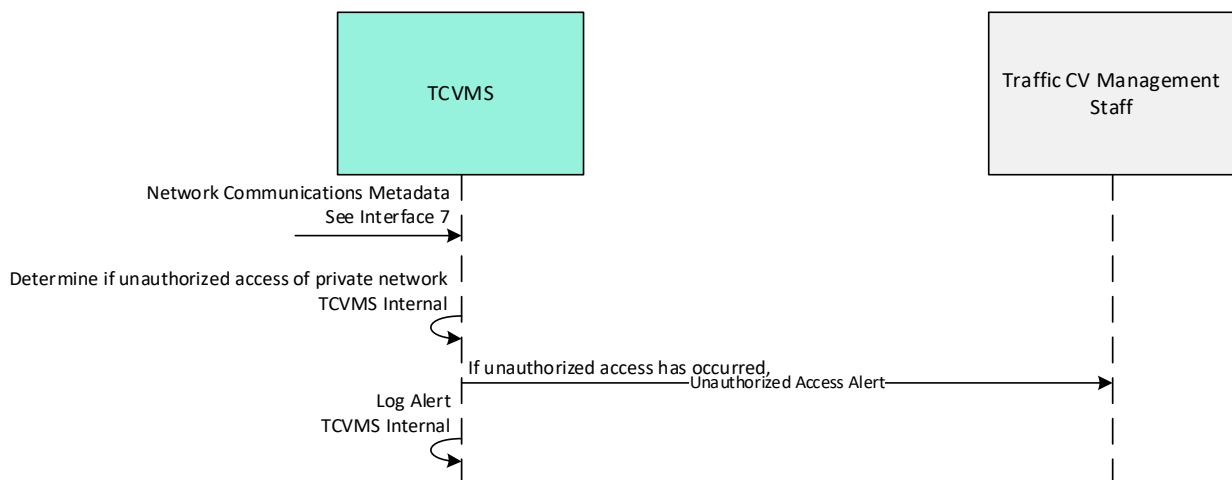 TCVMS
Traffic CV Management
Staff
Network Communications Metadata
See Interface 7
Determine if unauthorized access of private network
TCVMS Internal
If unauthorized access has occurred,
Unauthorized Access Alert
Log Alert
TCVMS Internal